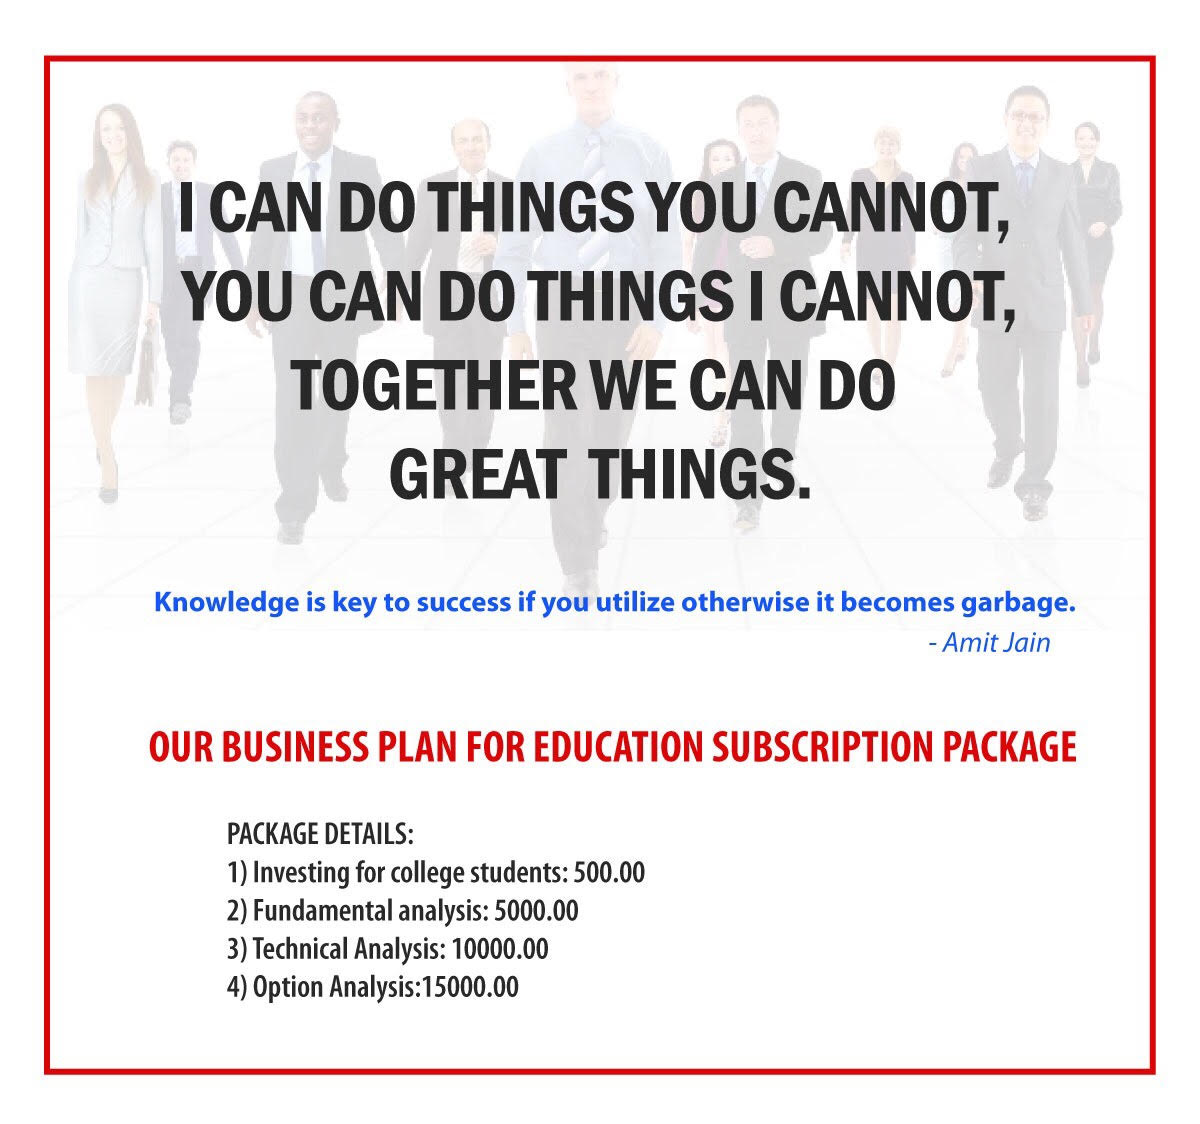 I CAN DO THINGS YOU CANNOT,
YOU CAN DO THINGS I CANNOT,
TOGETHER WE CAN DO
GREAT THINGS.
Knowledge is key to success if you utilize otherwise it becomes garbage.
- Amit Jain
OUR BUSINESS PLAN FOR EDUCATION SUBSCRIPTION PACKAGE
PACKAGE DETAILS:
1) Investing for college students: 500.00
2) Fundamental analysis: 5000.00
3) Technical Analysis: 10000.00
4) Option Analysis:15000.00